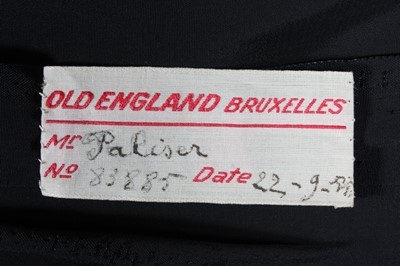 OLD ENGLAND BRUXELLES
Mr Paliser
No 83885 Date 22-9-